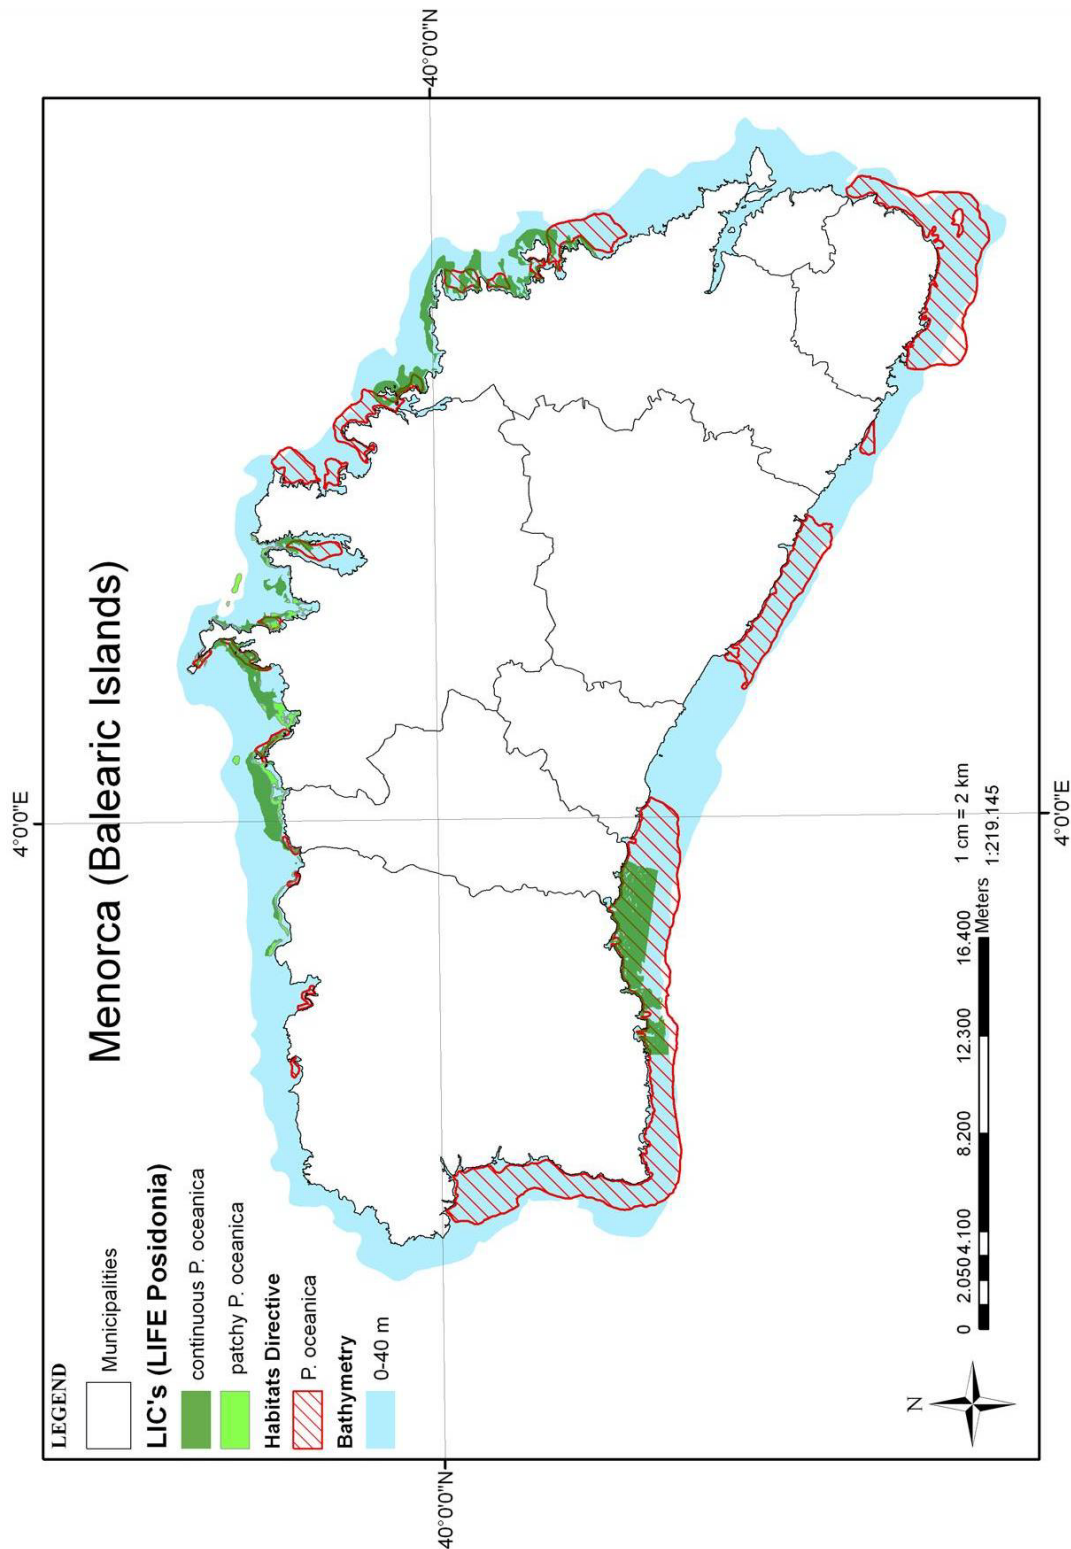 Menorca (Balearic Islands)
4°0'0"E
40°0'0"N
40°0'0"N
4°0'0"E
LEGEND
Municipalities
LIC's (LIFE Posidonia)
continuous P. oceanica
patchy P. oceanica
Habitats Directive
P. oceanica
Bathymetry
0-40 m
N
0 2.050 4.100 8.200 12.300 16.400
Meters
1 cm = 2 km
1:219.145